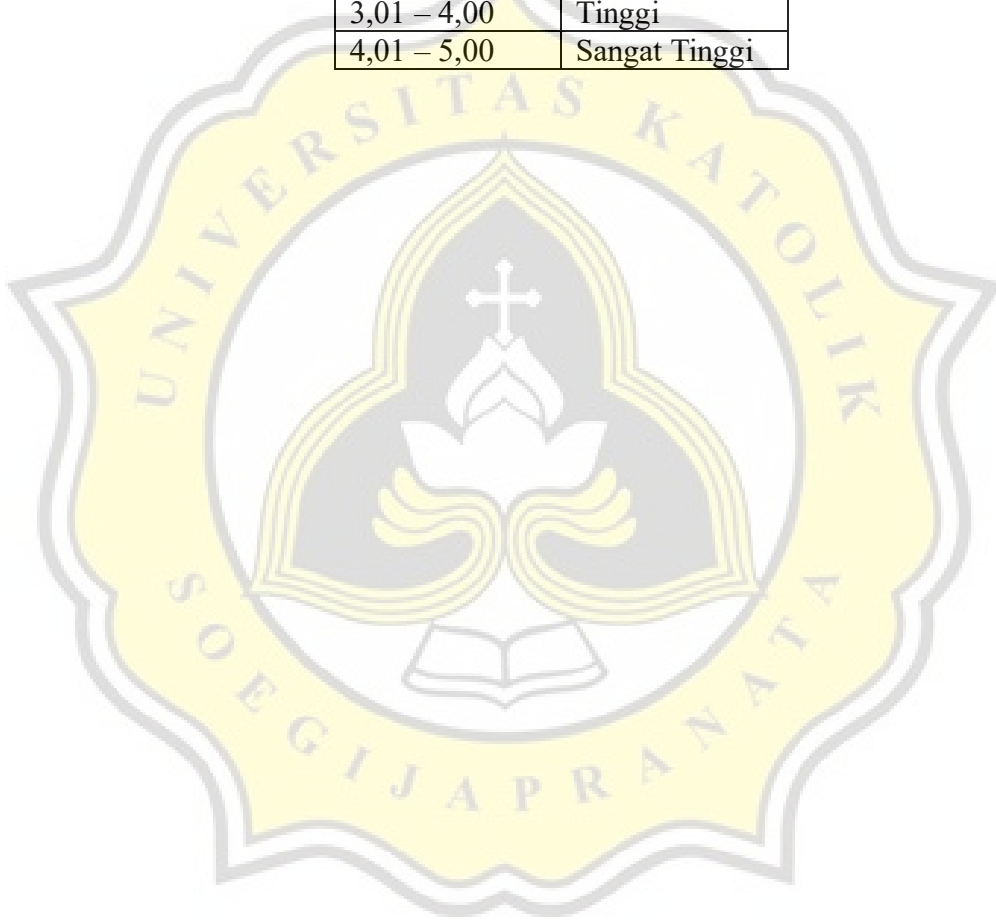 3,01 – 4,00 Tinggi
4,01 – 5,00 Sangat Tinggi
UNIVERSITAS KATOLIK
SOEGIJAPRANATA